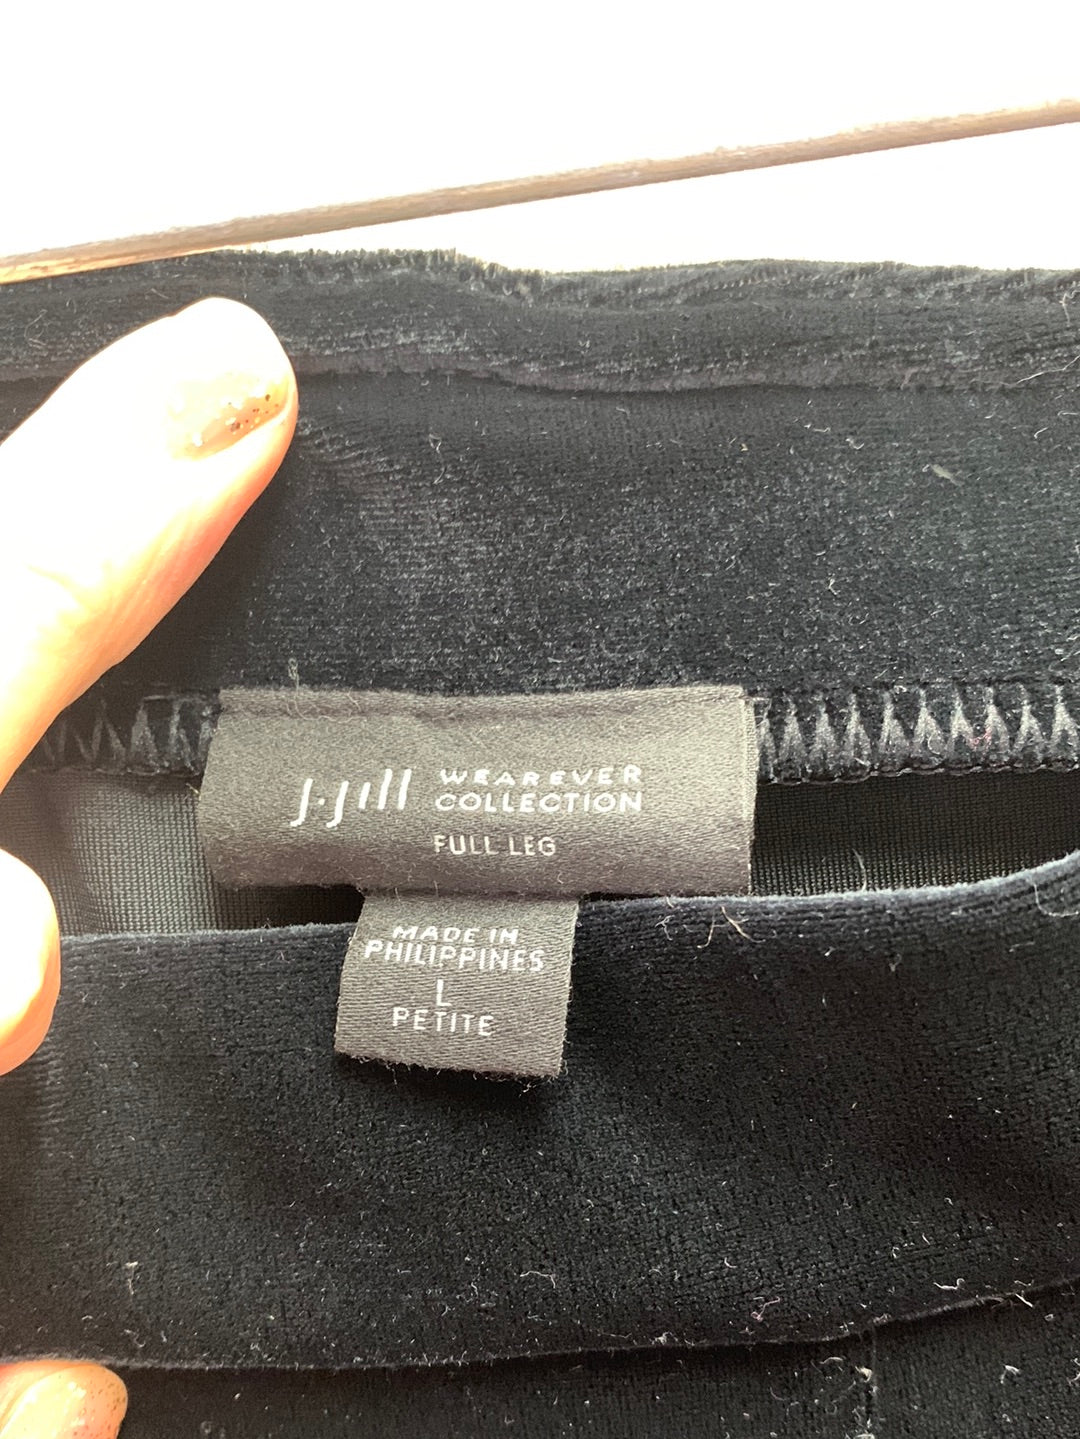 J.Jill WEAREVER
COLLECTION
FULL LEG
MADE IN
PHILIPPINES
L
PETITE